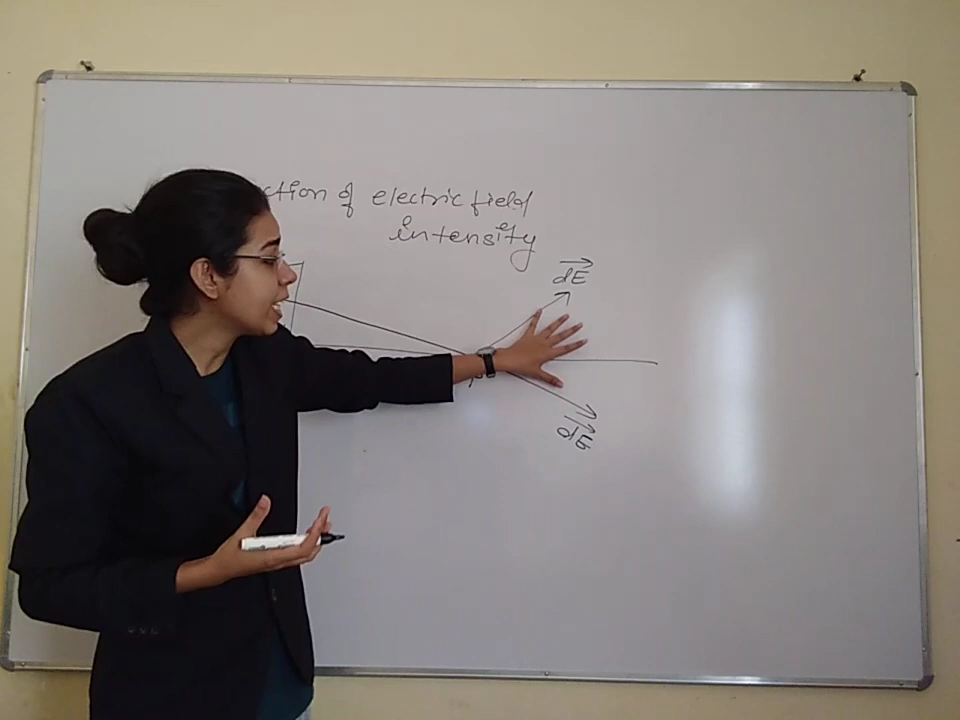 ction of electric field
intensity
dE
P
dE